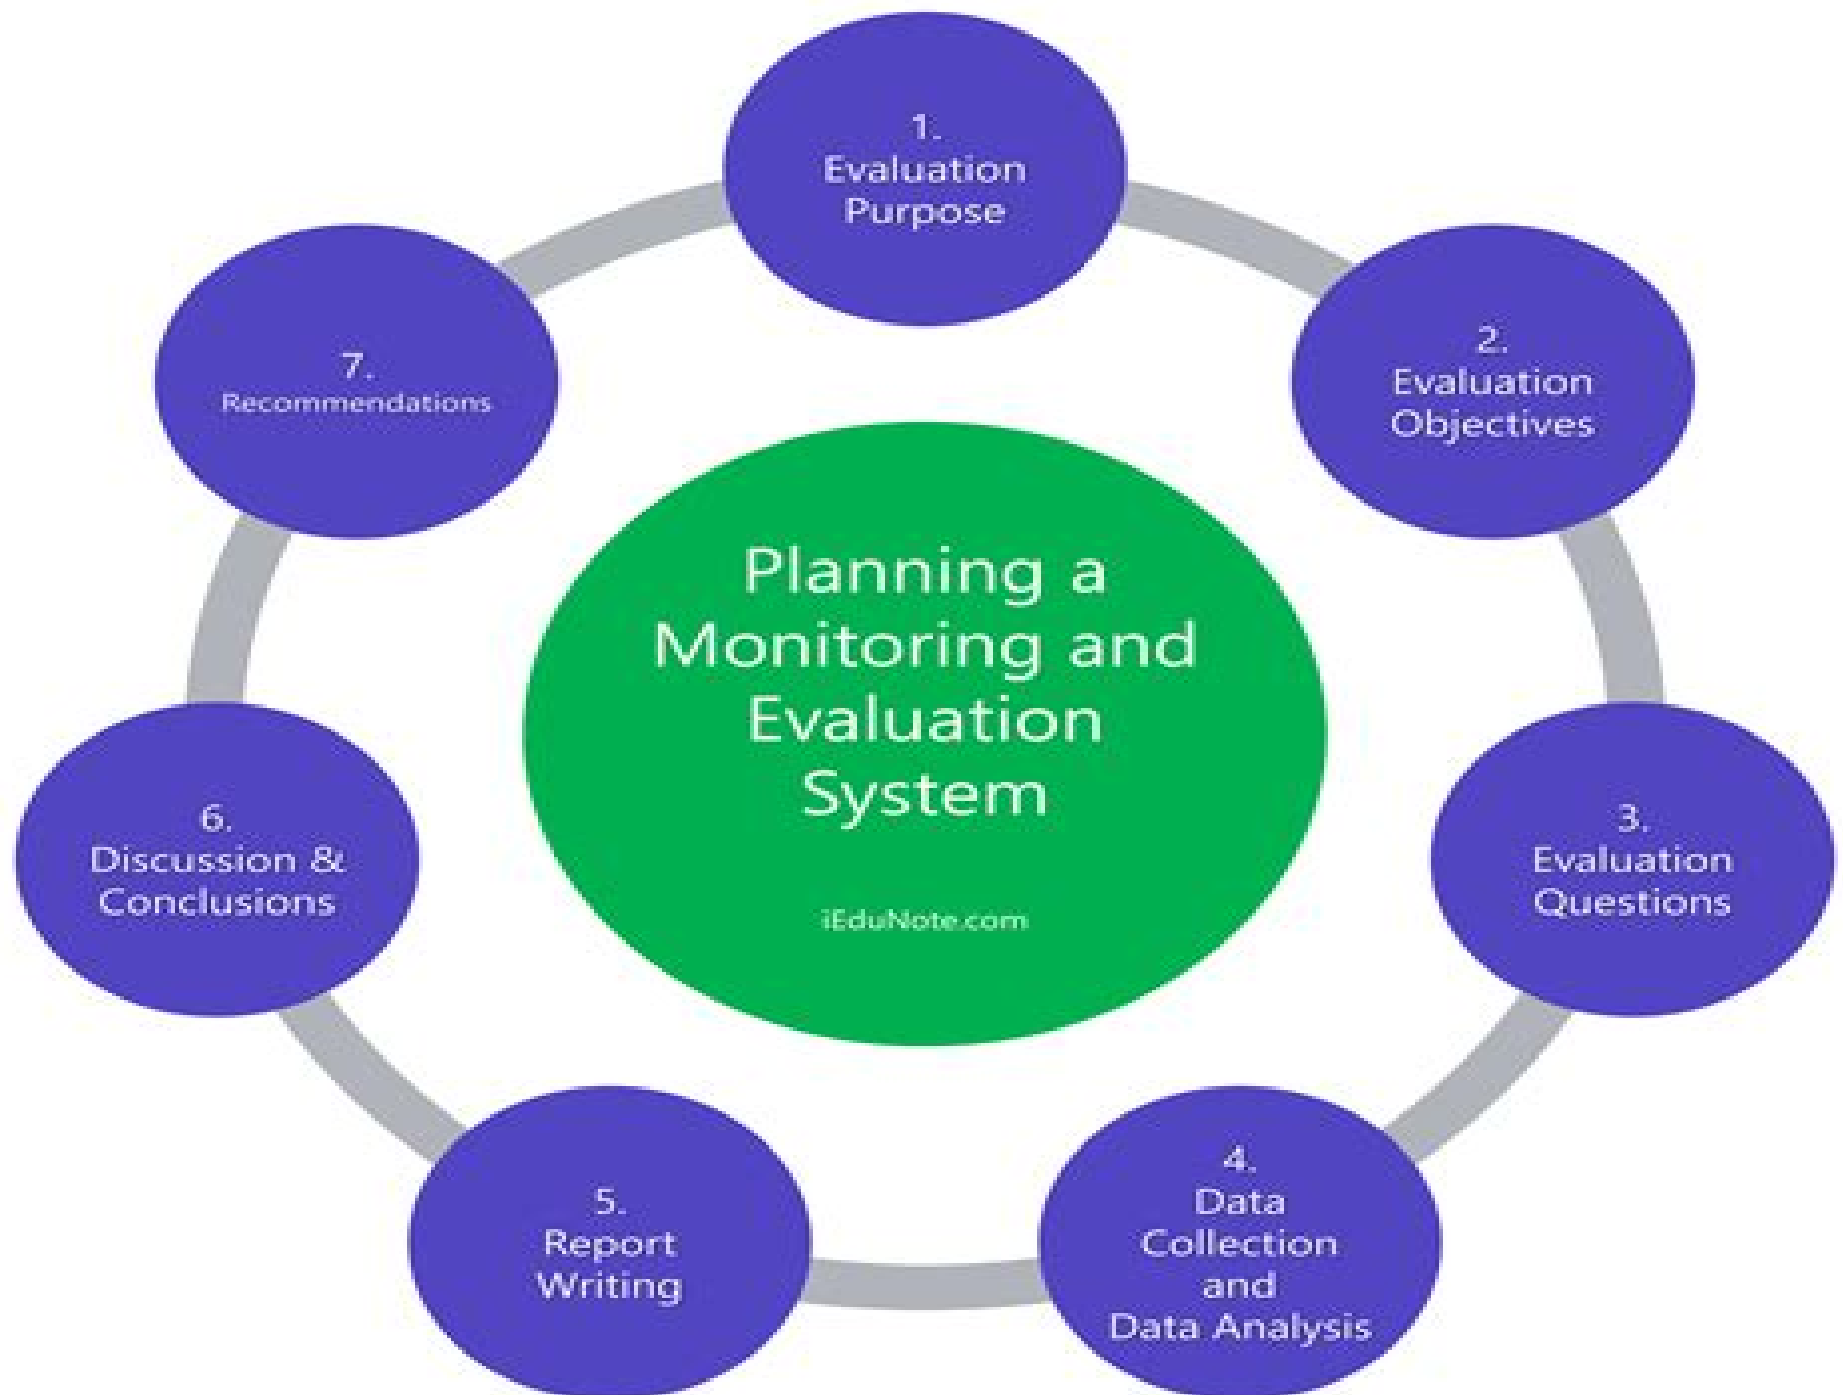 1.
Evaluation
Purpose
2.
Evaluation
Objectives
3.
Evaluation
Questions
4.
Data
Collection
and
Data Analysis
5.
Report
Writing
6.
Discussion &
Conclusions
7.
Recommendations
Planning a
Monitoring and
Evaluation
System
iEduNote.com